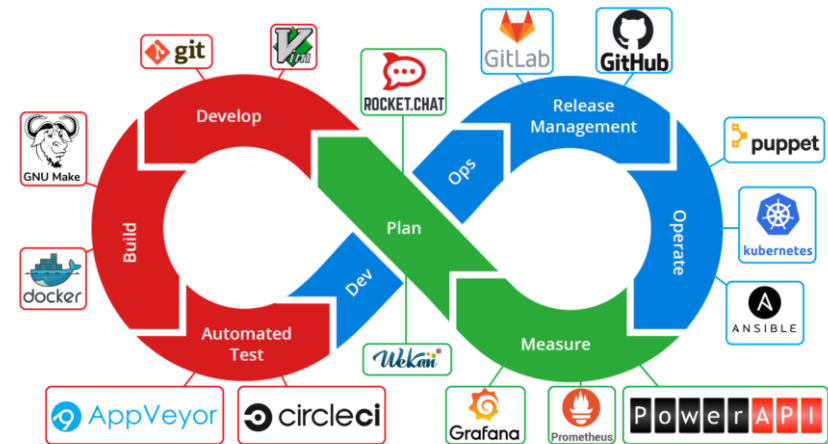 git
Vim
ROCKET.CHAT
GitLab
GitHub
Develop
Release
Management
GNU Make
puppet
Ops
Plan
Build
Operate
kubernetes
docker
Dev
ANSIBLE
Automated
Test
Measure
Wekan
AppVeyor
circleci
Grafana
Prometheus
PowerAPI